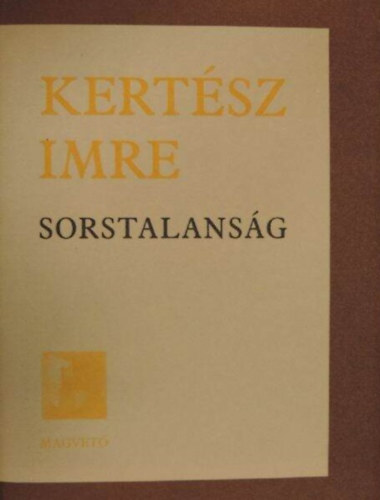 KERTÉSZ
IMRE
SORSTALANSÁG
MAGVETŐ